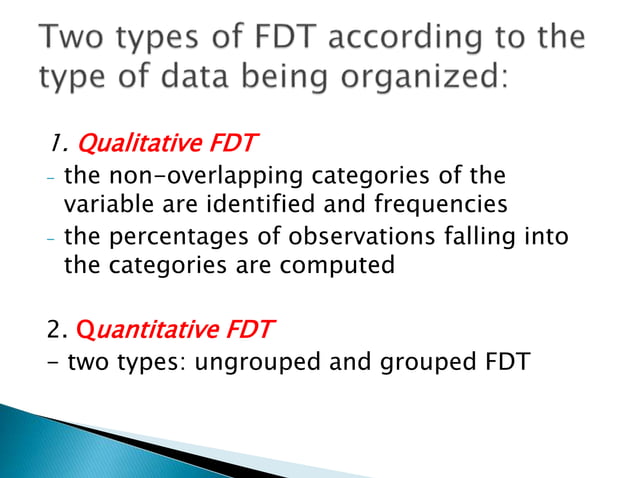 Two types of FDT according to the
type of data being organized:
1. Qualitative FDT
- the non-overlapping categories of the
variable are identified and frequencies
- the percentages of observations falling into
the categories are computed
2. Quantitative FDT
- two types: ungrouped and grouped FDT